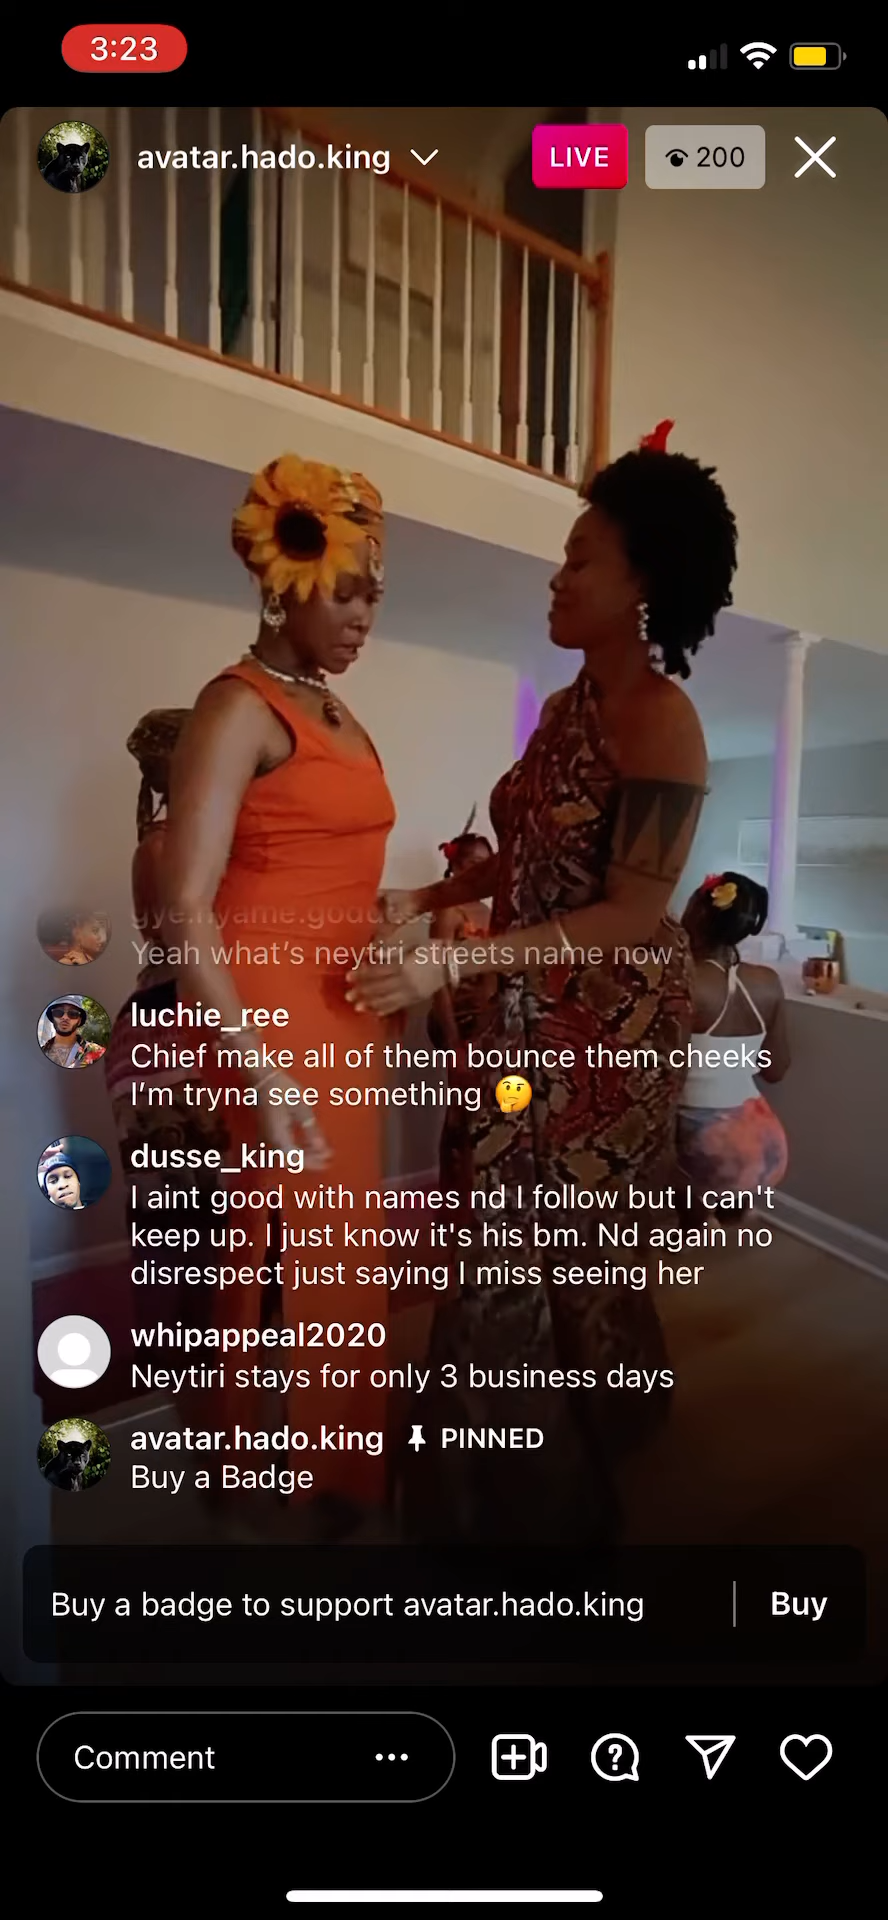 3:23
avatar.hado.king
LIVE
200
gye.nyame.goddess
Yeah what's neytiri streets name now
luchie_ree
Chief make all of them bounce them cheeks
I'm tryna see something 🤔
dusse_king
I aint good with names nd I follow but I can't
keep up. I just know it's his bm. Nd again no
disrespect just saying I miss seeing her
whipappeal2020
Neytiri stays for only 3 business days
avatar.hado.king PINNED
Buy a Badge
Buy a badge to support avatar.hado.king
Buy
Comment